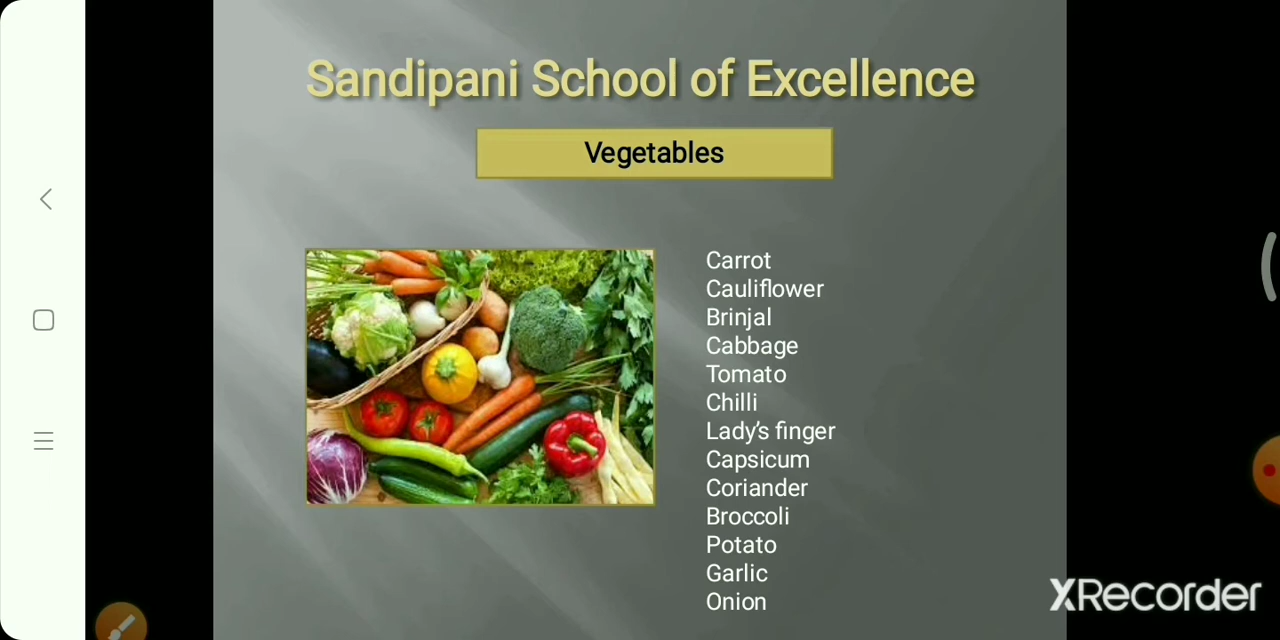 Sandipani School of Excellence
Vegetables
Carrot
Cauliflower
Brinjal
Cabbage
Tomato
Chilli
Lady's finger
Capsicum
Coriander
Broccoli
Potato
Garlic
Onion
XRecorder